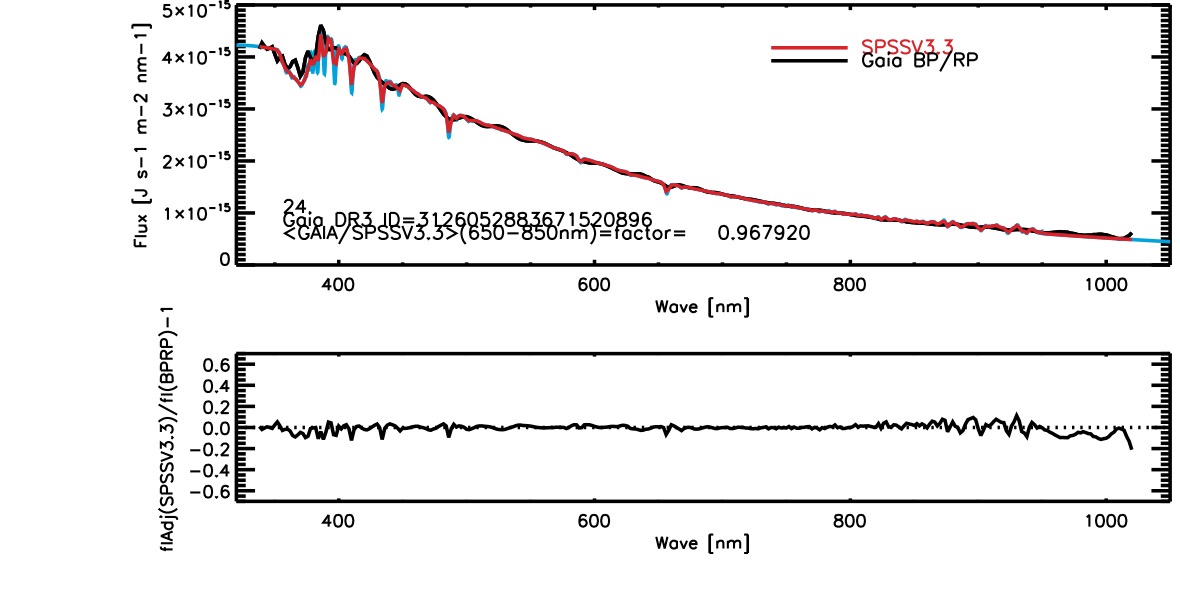 5×10⁻¹⁵
4×10⁻¹⁵
3×10⁻¹⁵
2×10⁻¹⁵
1×10⁻¹⁵
0
Flux [J s−1 m−2 nm−1]
SPSSV3.3
Gaia BP/RP
24.
Gaia DR3 ID=3126052883671520896
<GAIA/SPSSV3.3>(650−850nm)=factor= 0.967920
400 600 800 1000
Wave [nm]
0.6
0.4
0.2
0.0
−0.2
−0.4
−0.6
flAdj(SPSSV3.3)/fl(BPRP)−1
400 600 800 1000
Wave [nm]